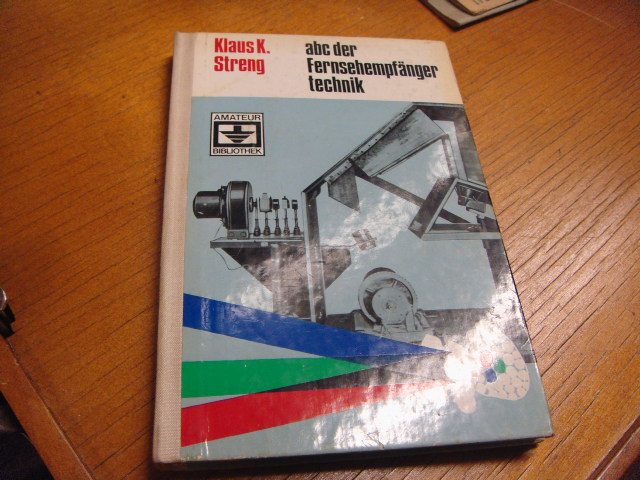 Klaus K.
Streng
abc der
Fernsehempfänger
technik
AMATEUR
BIBLIOTHEK